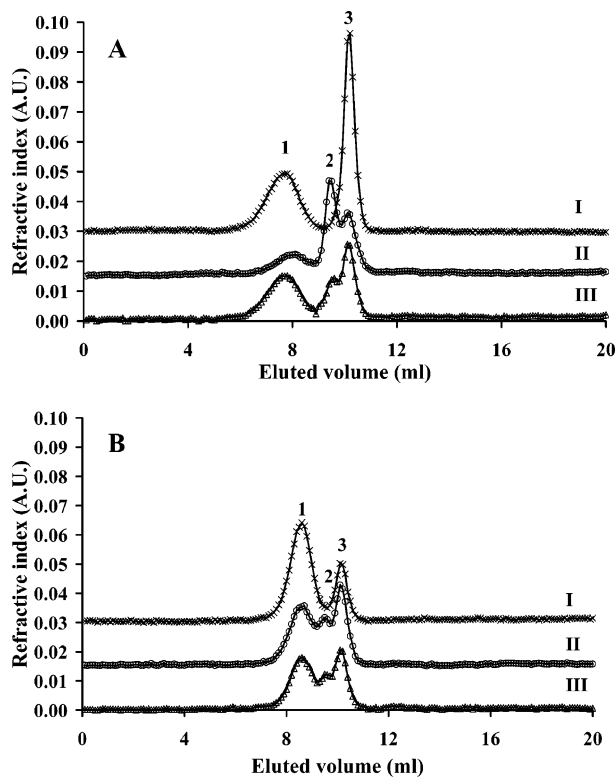 A
Refractive index (A.U.)
0.10
0.09
0.08
0.07
0.06
0.05
0.04
0.03
0.02
0.01
0.00
1
2
3
I
II
III
0 4 8 12 16 20
Eluted volume (ml)
B
Refractive index (A.U.)
0.10
0.09
0.08
0.07
0.06
0.05
0.04
0.03
0.02
0.01
0.00
1
2
3
I
II
III
0 4 8 12 16 20
Eluted volume (ml)